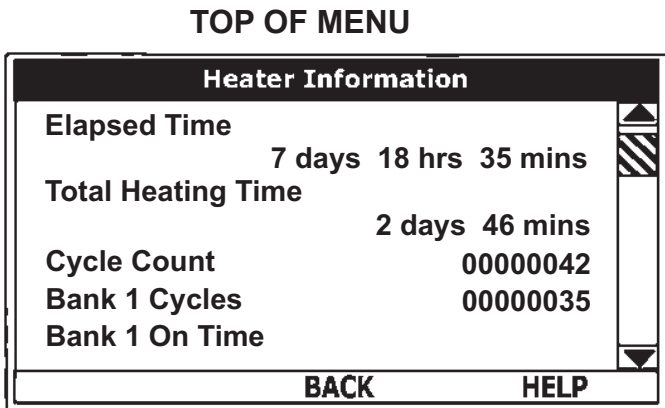 TOP OF MENU
Heater Information
Elapsed Time
7 days 18 hrs 35 mins
Total Heating Time
2 days 46 mins
Cycle Count 00000042
Bank 1 Cycles 00000035
Bank 1 On Time
BACK HELP